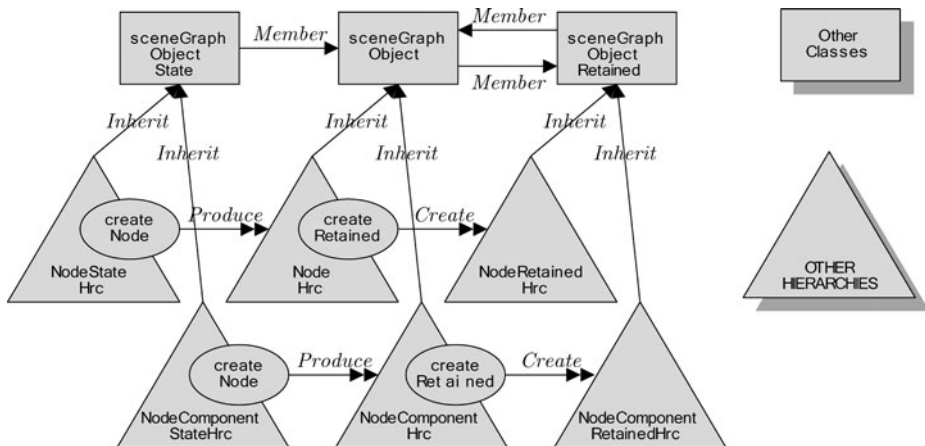 sceneGraph
Object
State
Member
sceneGraph
Object
Member
Member
sceneGraph
Object
Retained
Other
Classes
Inherit
Inherit
Inherit
Inherit
Inherit
Inherit
create
Node
Produce
create
Retained
Create
NodeState
Hrc
Node
Hrc
NodeRetained
Hrc
OTHER
HIERARCHIES
create
Node
Produce
create
Ret ai ned
Create
NodeComponent
StateHrc
NodeComponent
Hrc
NodeComponent
RetainedHrc